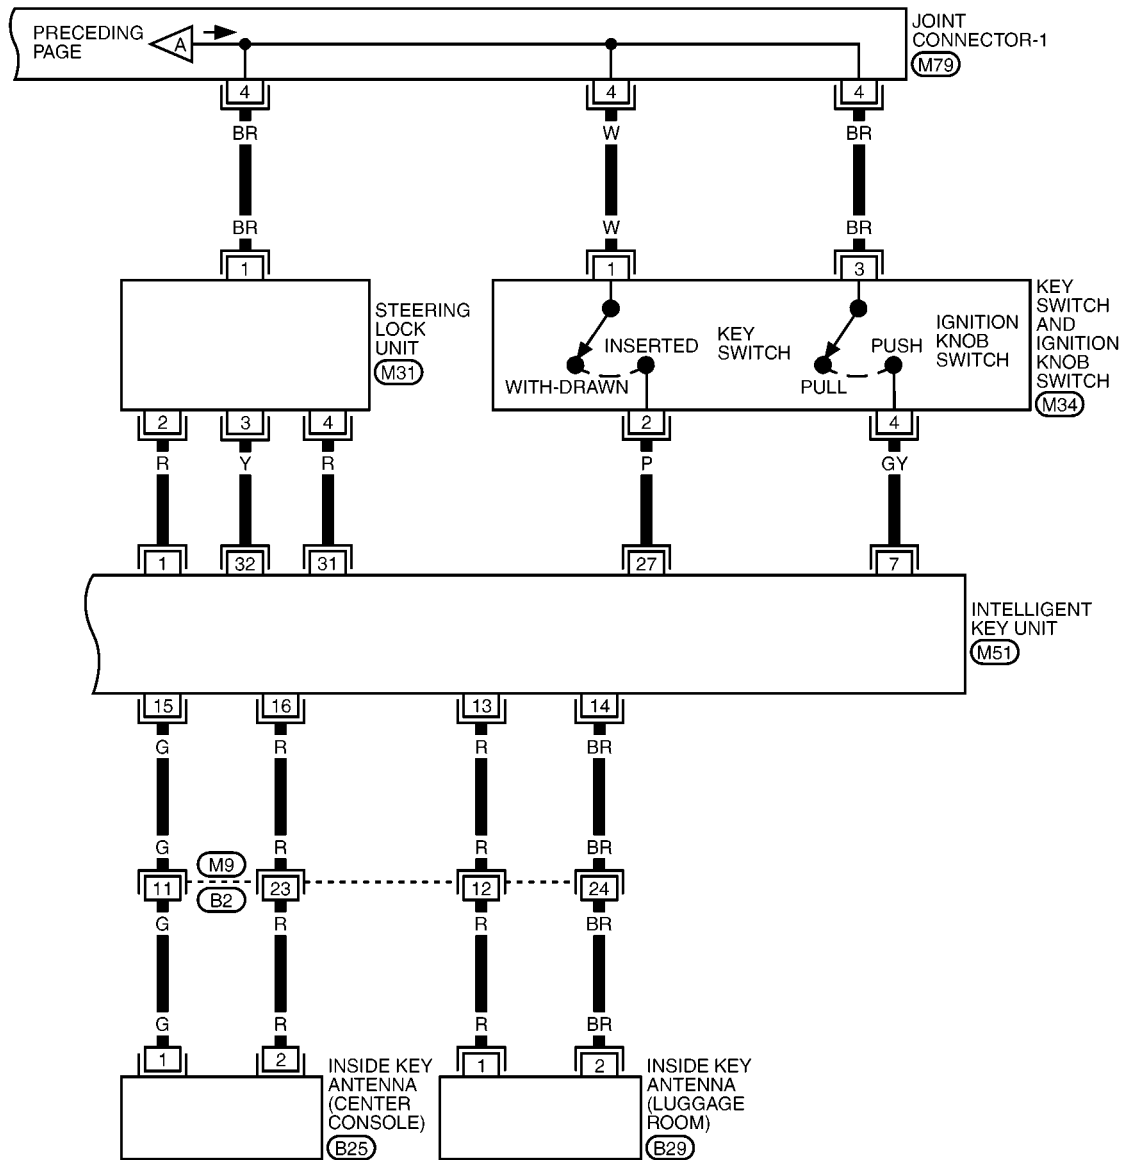 PRECEDING
PAGE
A
JOINT
CONNECTOR-1
M79
4 4 4
BR W BR
BR W BR
1 1 3
STEERING
LOCK
UNIT
M31
WITH-DRAWN
INSERTED
KEY
SWITCH
PULL
PUSH
IGNITION
KNOB
SWITCH
KEY
SWITCH
AND
IGNITION
KNOB
SWITCH
M34
2 3 4 2 4
R Y R P GY
1 32 31 27 7
INTELLIGENT
KEY UNIT
M51
15 16 13 14
G R R BR
G R R BR
M9
11 23 12 24
B2
G R R BR
G R R BR
1 2 1 2
INSIDE KEY
ANTENNA
(CENTER
CONSOLE)
B25
INSIDE KEY
ANTENNA
(LUGGAGE
ROOM)
B29